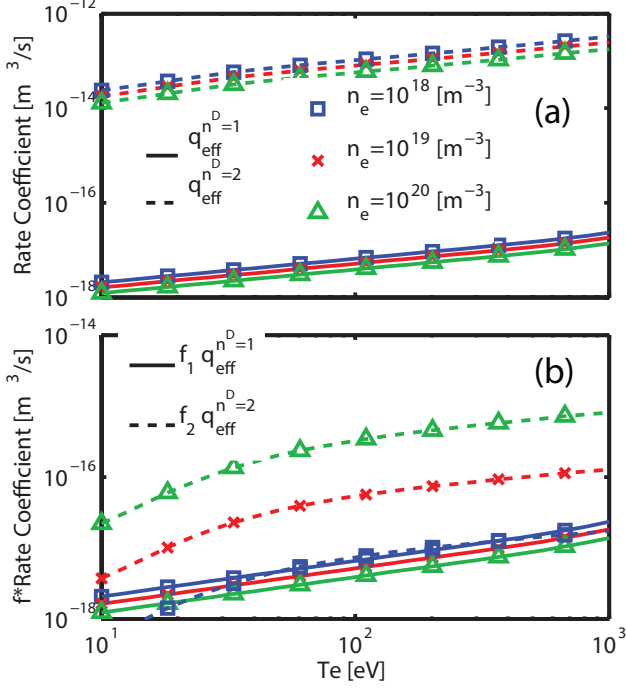 10^-12
Rate Coefficient [m^3/s]
n_e=10^18 [m^-3]
10^-14
(a)
q_eff^{n^D=1}
n_e=10^19 [m^-3]
q_eff^{n^D=2}
10^-16
n_e=10^20 [m^-3]
10^-18
10^-14
f*Rate Coefficient [m^3/s]
f_1 q_eff^{n^D=1}
(b)
f_2 q_eff^{n^D=2}
10^-16
10^-18
10^1
10^2
10^3
Te [eV]